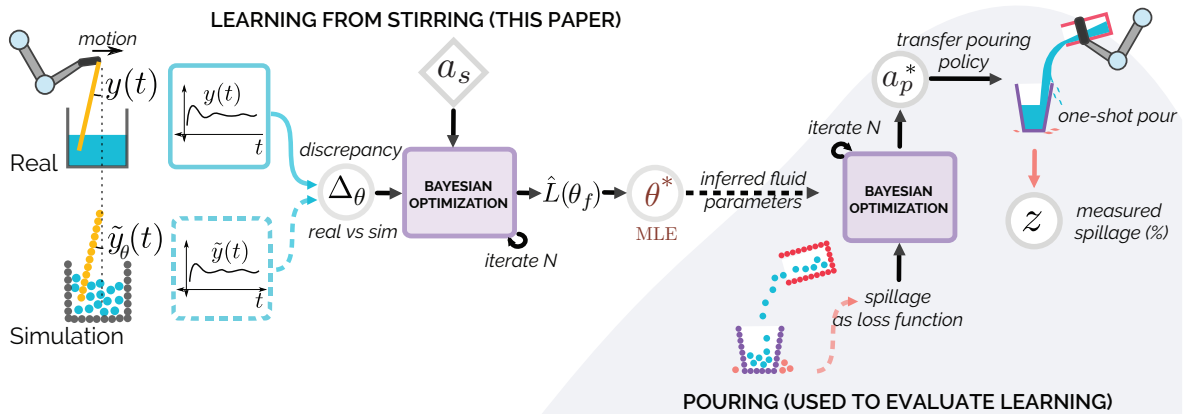 LEARNING FROM STIRRING (THIS PAPER)
motion
y(t)
Real
ỹ_θ(t)
Simulation
y(t)
t
ỹ(t)
t
discrepancy
Δ_θ
real vs sim
a_s
BAYESIAN
OPTIMIZATION
iterate N
L̂(θ_f)
θ*
MLE
inferred fluid
parameters
iterate N
BAYESIAN
OPTIMIZATION
spillage
as loss function
a_p^*
transfer pouring
policy
one-shot pour
z
measured
spillage (%)
POURING (USED TO EVALUATE LEARNING)